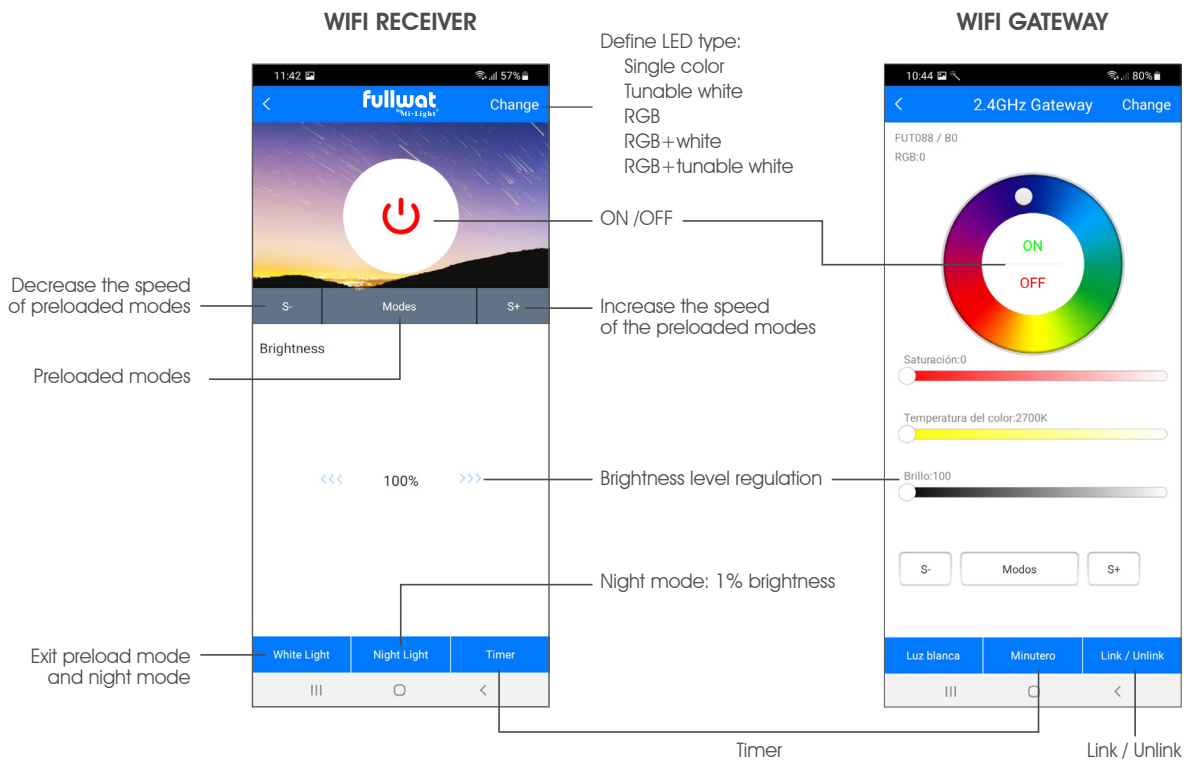 WIFI RECEIVER
WIFI GATEWAY
Define LED type:
Single color
Tunable white
RGB
RGB+white
RGB+tunable white
11:42
57%
fullwat
by Mi·Light®
Change
ON /OFF
Decrease the speed
of preloaded modes
S-
Modes
S+
Increase the speed
of the preloaded modes
Brightness
Preloaded modes
100%
Brightness level regulation
Night mode: 1% brightness
Exit preload mode
and night mode
White Light
Night Light
Timer
10:44
80%
2.4GHz Gateway
Change
FUT088 / B0
RGB:0
ON
OFF
Saturación:0
Temperatura del color:2700K
Brillo:100
S-
Modos
S+
Luz blanca
Minutero
Link / Unlink
Timer
Link / Unlink